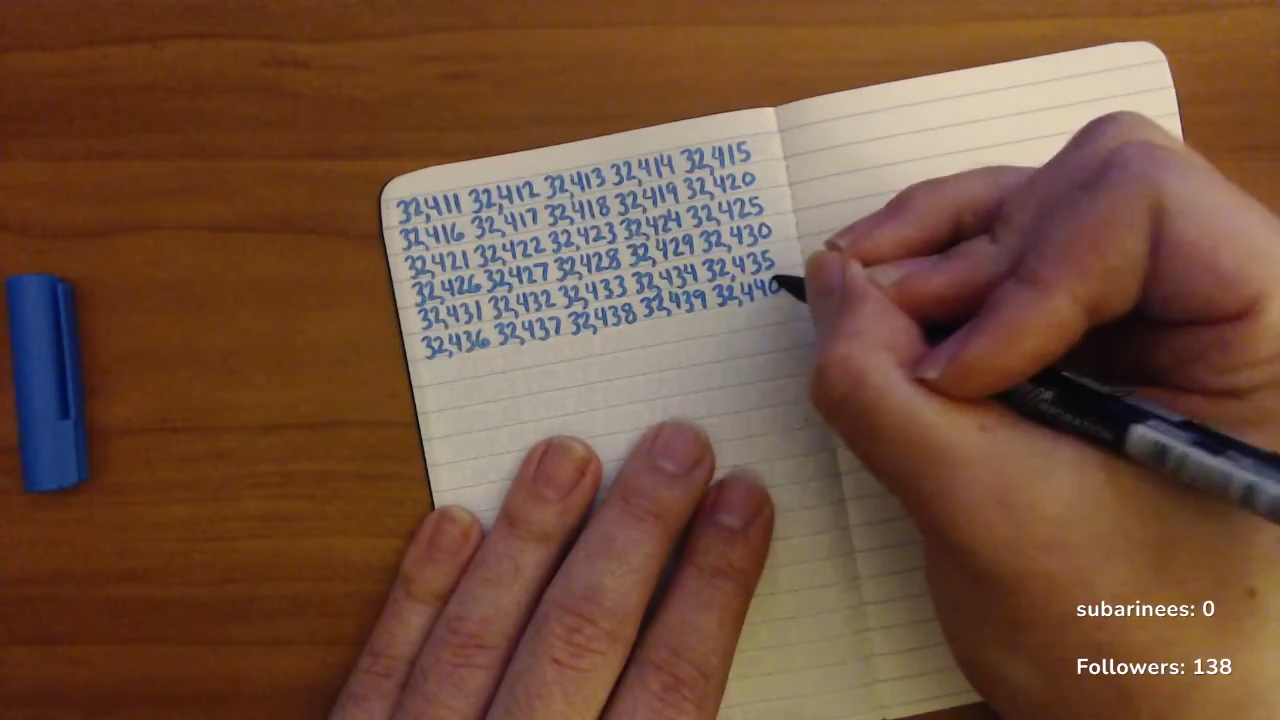 32,411 32,412 32,413 32,414 32,415
32,416 32,417 32,418 32,419 32,420
32,421 32,422 32,423 32,424 32,425
32,426 32,427 32,428 32,429 32,430
32,431 32,432 32,433 32,434 32,435
32,436 32,437 32,438 32,439 32,440
subarinees: 0
Followers: 138